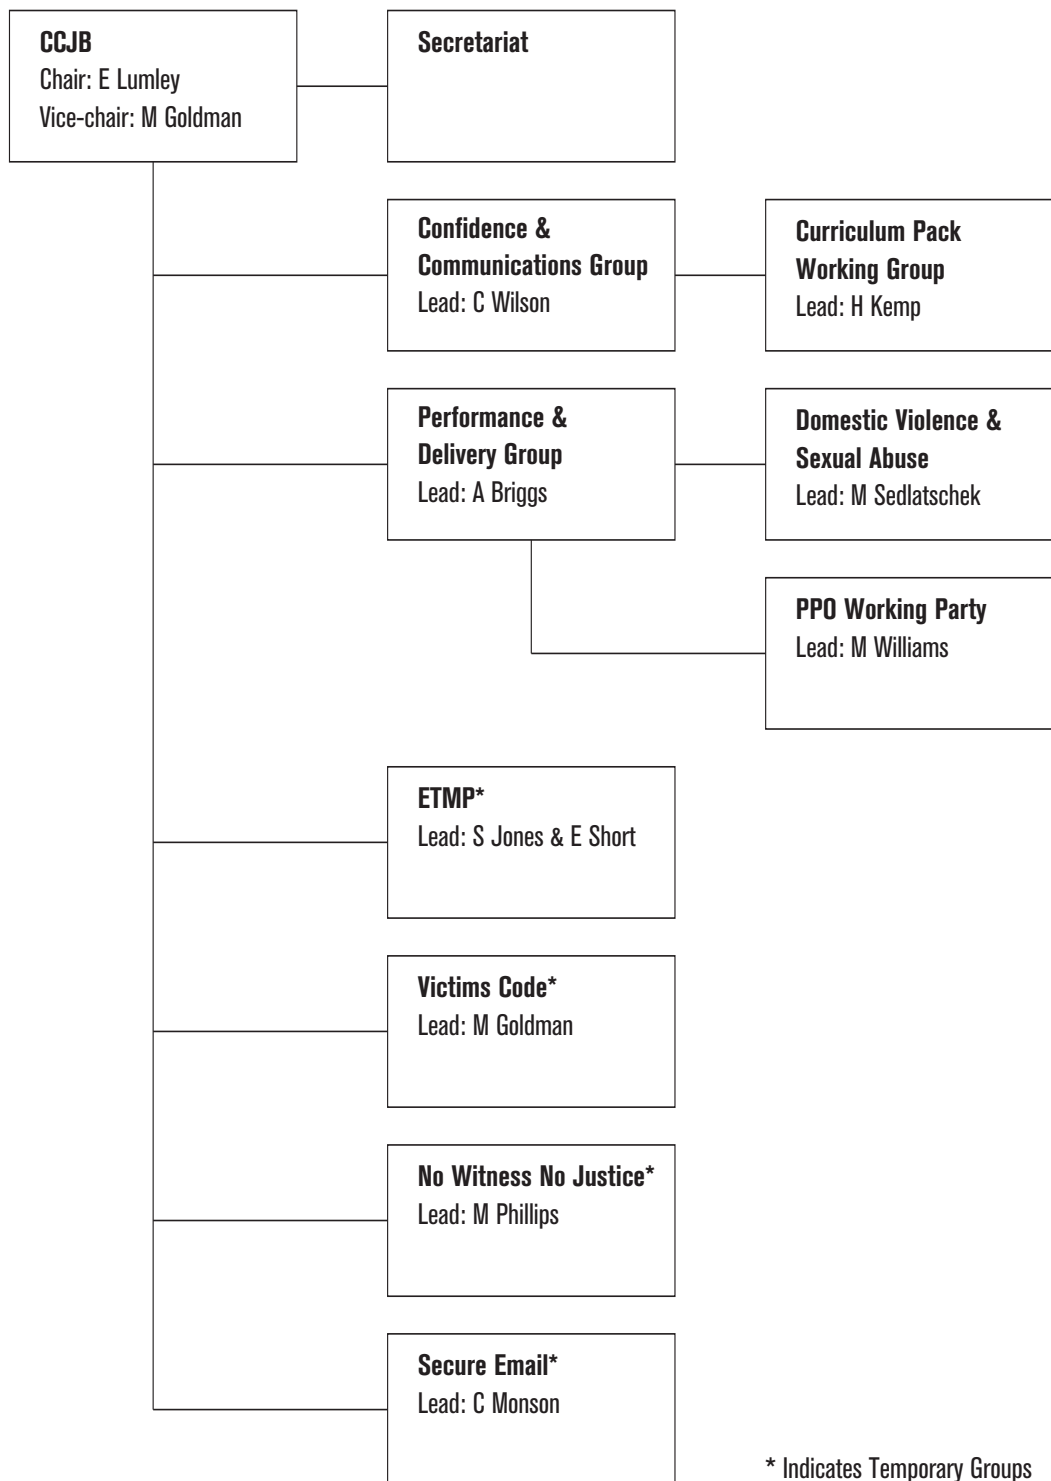 CCJB
Chair: E Lumley
Vice-chair: M Goldman
Secretariat
Confidence &
Communications Group
Lead: C Wilson
Curriculum Pack
Working Group
Lead: H Kemp
Performance &
Delivery Group
Lead: A Briggs
Domestic Violence &
Sexual Abuse
Lead: M Sedlatschek
PPO Working Party
Lead: M Williams
ETMP*
Lead: S Jones & E Short
Victims Code*
Lead: M Goldman
No Witness No Justice*
Lead: M Phillips
Secure Email*
Lead: C Monson
* Indicates Temporary Groups